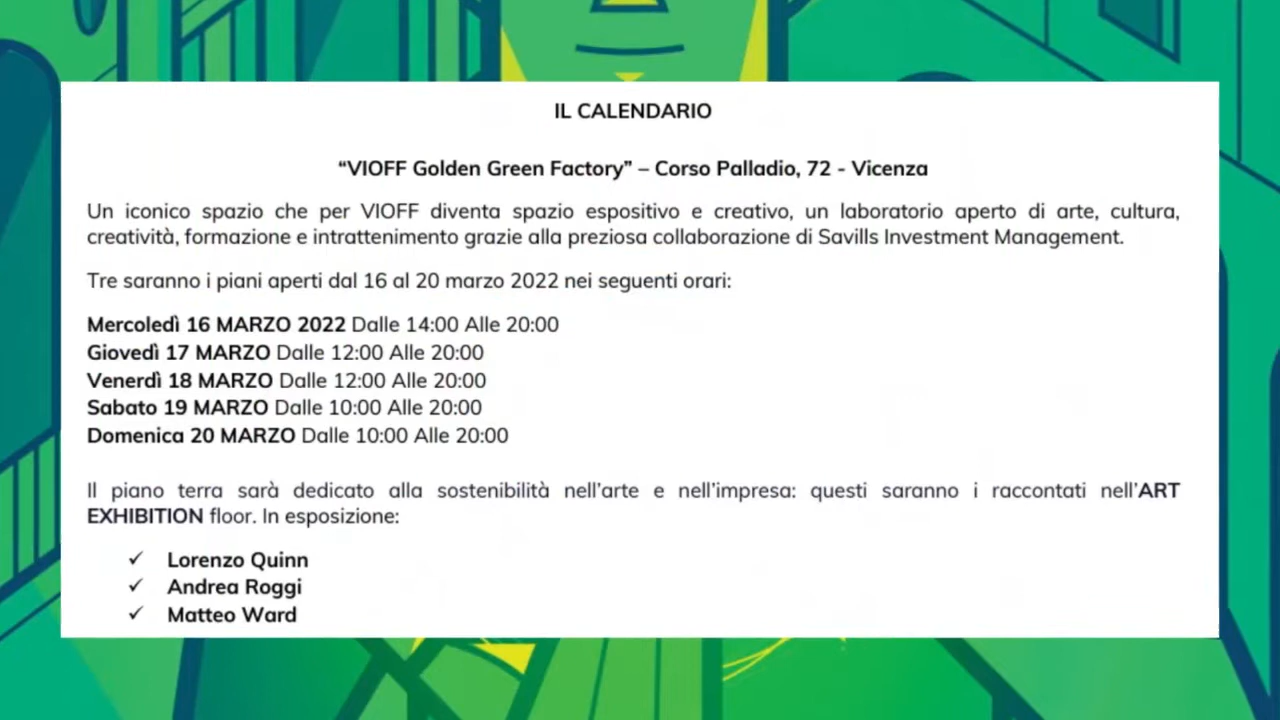 IL CALENDARIO
“VIOFF Golden Green Factory” – Corso Palladio, 72 - Vicenza
Un iconico spazio che per VIOFF diventa spazio espositivo e creativo, un laboratorio aperto di arte, cultura,
creatività, formazione e intrattenimento grazie alla preziosa collaborazione di Savills Investment Management.
Tre saranno i piani aperti dal 16 al 20 marzo 2022 nei seguenti orari:
Mercoledì 16 MARZO 2022 Dalle 14:00 Alle 20:00
Giovedì 17 MARZO Dalle 12:00 Alle 20:00
Venerdì 18 MARZO Dalle 12:00 Alle 20:00
Sabato 19 MARZO Dalle 10:00 Alle 20:00
Domenica 20 MARZO Dalle 10:00 Alle 20:00
Il piano terra sarà dedicato alla sostenibilità nell’arte e nell’impresa: questi saranno i raccontati nell’ART
EXHIBITION floor. In esposizione:
✓ Lorenzo Quinn
✓ Andrea Roggi
✓ Matteo Ward